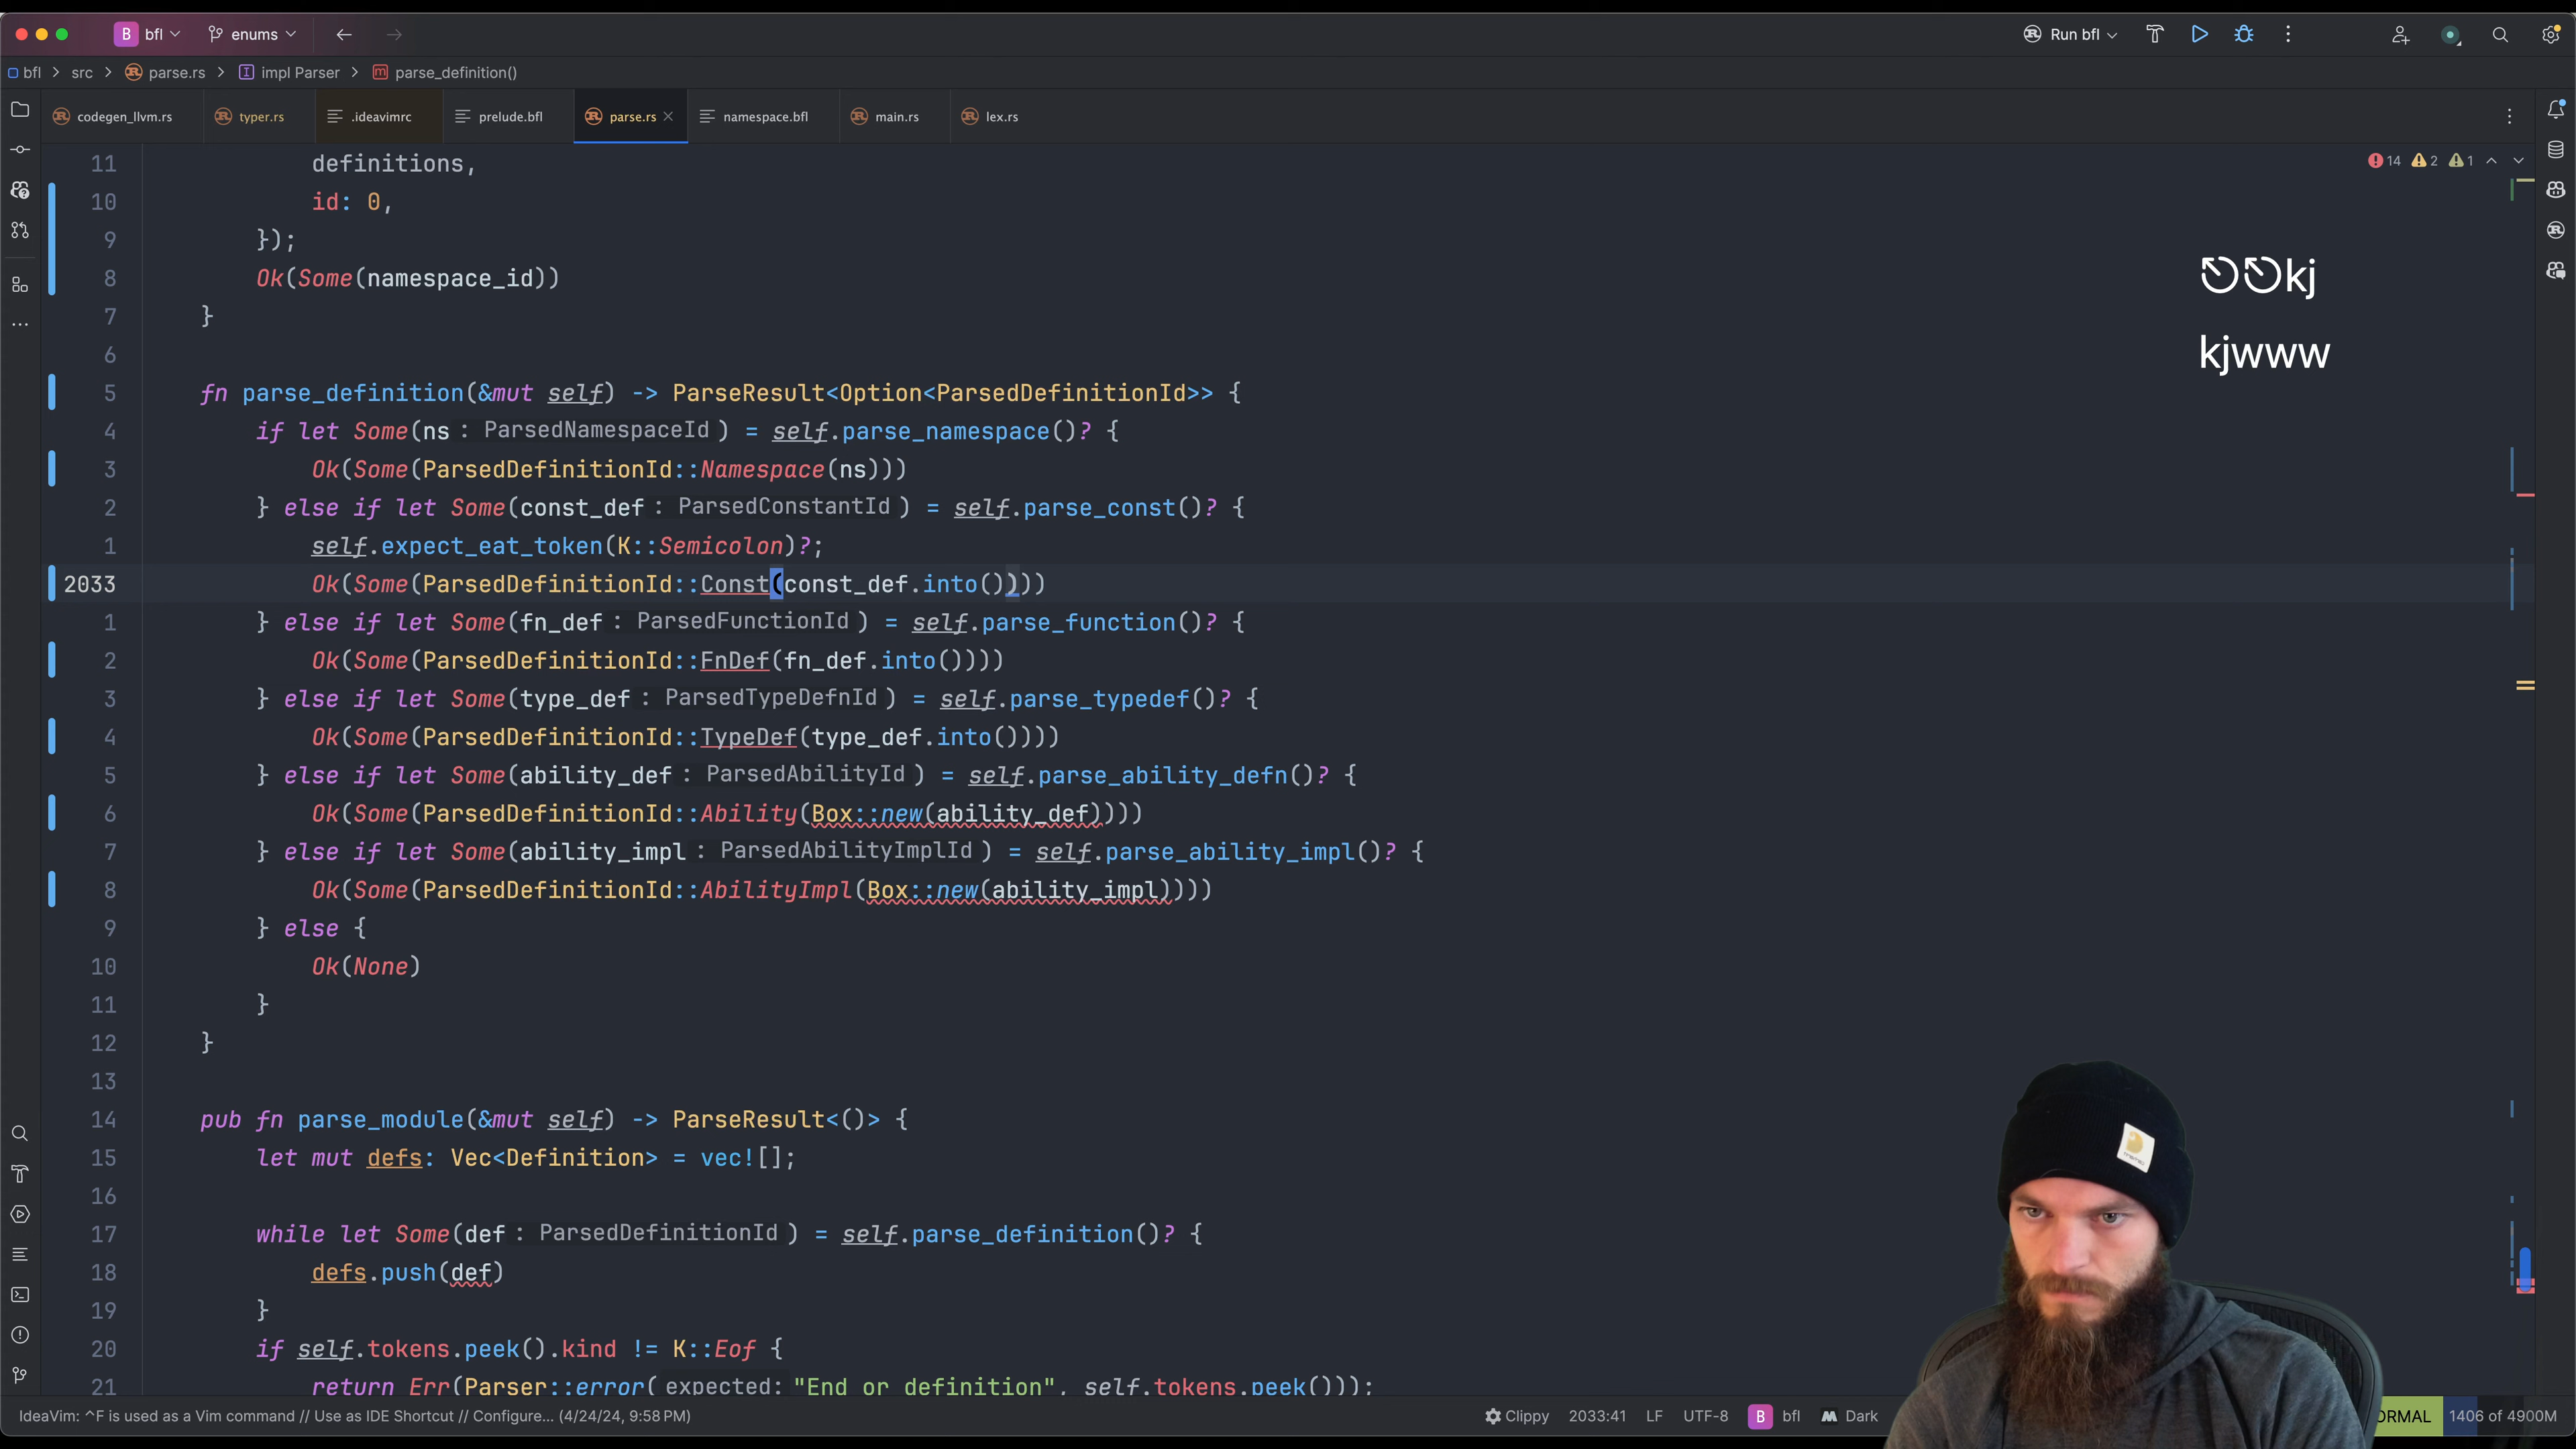 B bfl enums Run bfl
bfl > src > parse.rs > impl Parser > parse_definition()
codegen_llvm.rs typer.rs .ideavimrc prelude.bfl parse.rs namespace.bfl main.rs lex.rs
14 2 1
11 definitions,
10 id: 0,
9 });
8 Ok(Some(namespace_id))
7 }
6
5 fn parse_definition(&mut self) -> ParseResult<Option<ParsedDefinitionId>> {
4 if let Some(ns : ParsedNamespaceId ) = self.parse_namespace()? {
3 Ok(Some(ParsedDefinitionId::Namespace(ns)))
2 } else if let Some(const_def : ParsedConstantId ) = self.parse_const()? {
1 self.expect_eat_token(K::Semicolon)?;
2033 Ok(Some(ParsedDefinitionId::Const(const_def.into())))
1 } else if let Some(fn_def : ParsedFunctionId ) = self.parse_function()? {
2 Ok(Some(ParsedDefinitionId::FnDef(fn_def.into())))
3 } else if let Some(type_def : ParsedTypeDefnId ) = self.parse_typedef()? {
4 Ok(Some(ParsedDefinitionId::TypeDef(type_def.into())))
5 } else if let Some(ability_def : ParsedAbilityId ) = self.parse_ability_defn()? {
6 Ok(Some(ParsedDefinitionId::Ability(Box::new(ability_def))))
7 } else if let Some(ability_impl : ParsedAbilityImplId ) = self.parse_ability_impl()? {
8 Ok(Some(ParsedDefinitionId::AbilityImpl(Box::new(ability_impl))))
9 } else {
10 Ok(None)
11 }
12 }
13
14 pub fn parse_module(&mut self) -> ParseResult<()> {
15 let mut defs: Vec<Definition> = vec![];
16
17 while let Some(def : ParsedDefinitionId ) = self.parse_definition()? {
18 defs.push(def)
19 }
20 if self.tokens.peek().kind != K::Eof {
21 return Err(Parser::error( expected: "End or definition", self.tokens.peek()));
kj
kjwww
IdeaVim: ^F is used as a Vim command // Use as IDE Shortcut // Configure... (4/24/24, 9:58 PM) Clippy 2033:41 LF UTF-8 B bfl Dark ORMAL 1406 of 4900M